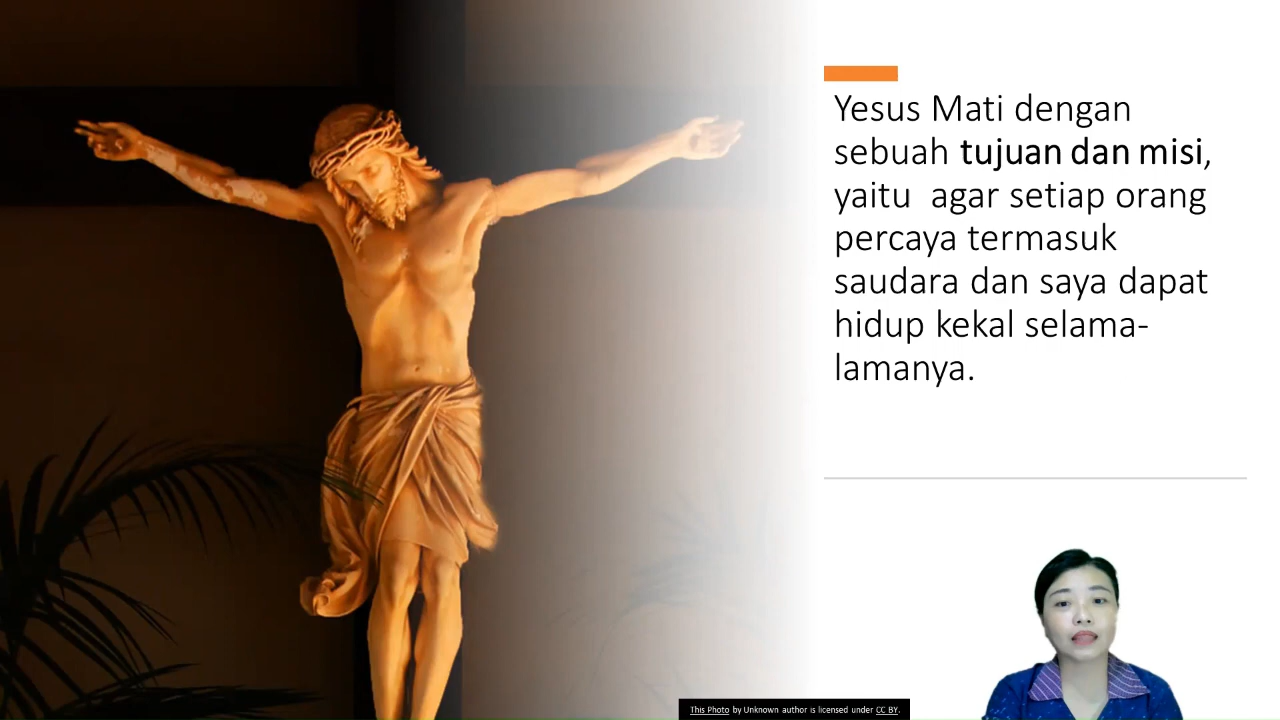 Yesus Mati dengan
sebuah tujuan dan misi,
yaitu  agar setiap orang
percaya termasuk
saudara dan saya dapat
hidup kekal selama-
lamanya.
This Photo by Unknown author is licensed under CC BY.